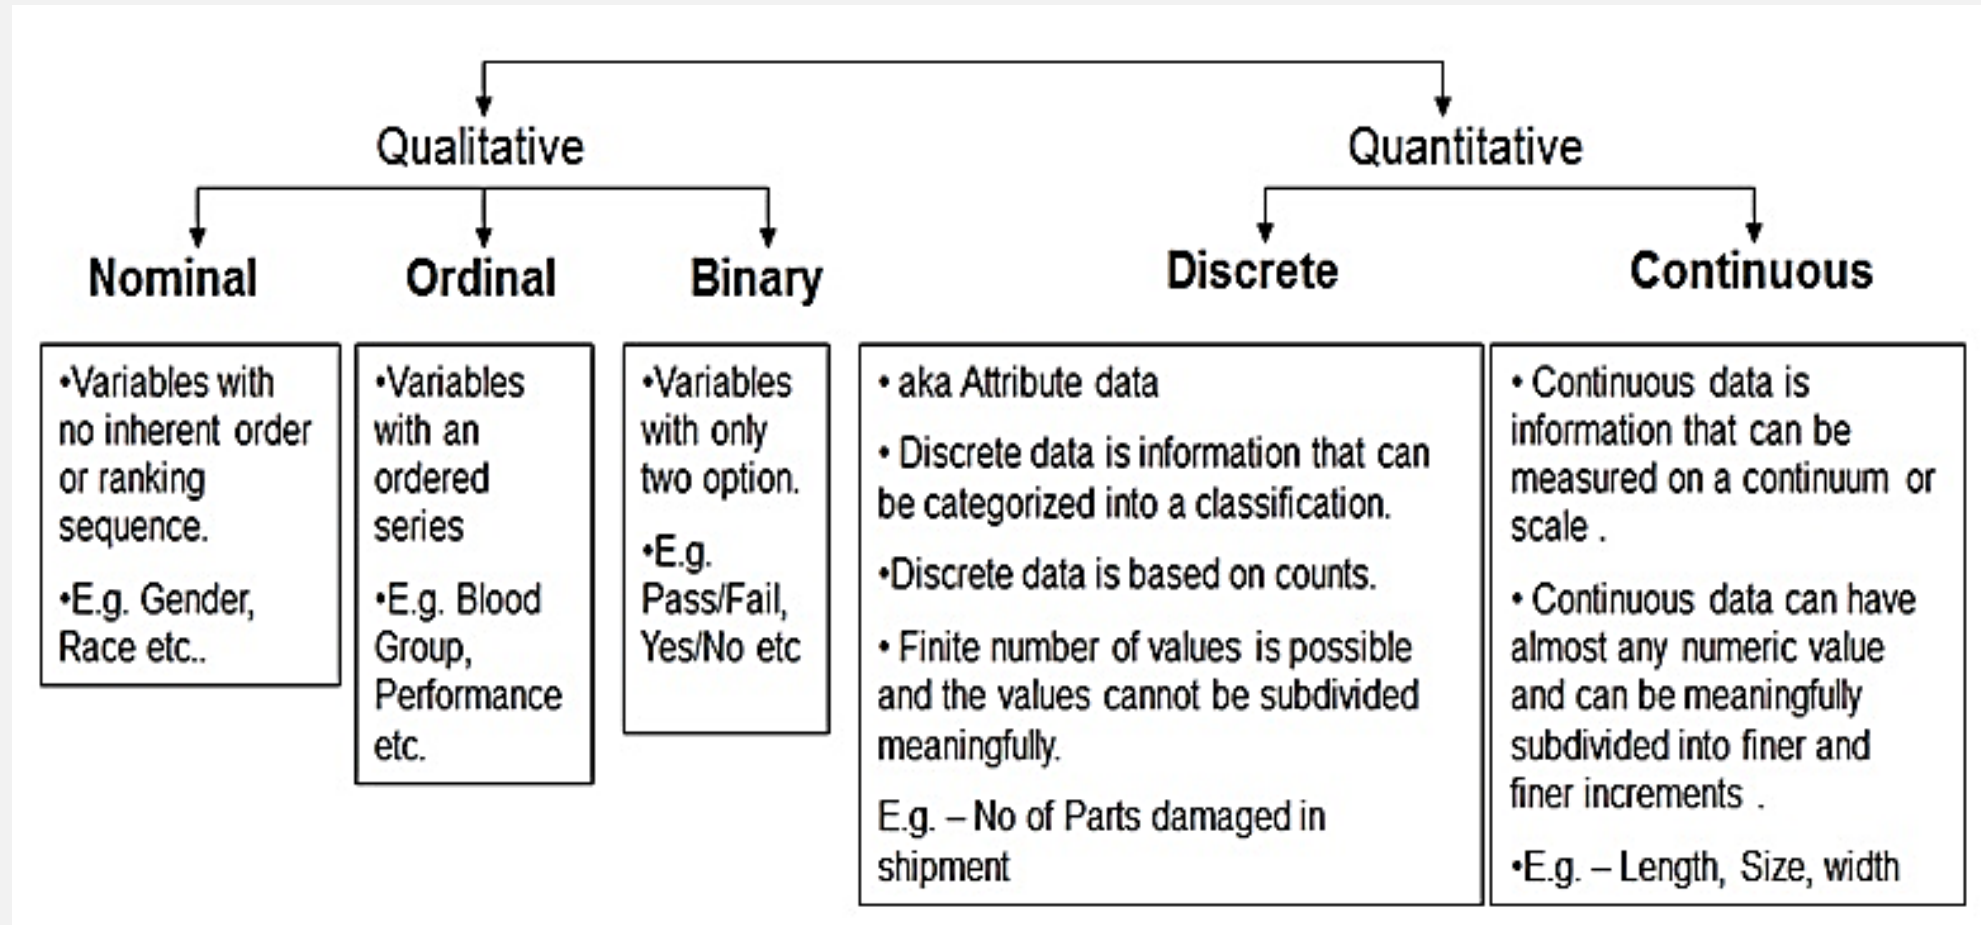 Qualitative
Quantitative
Nominal
Ordinal
Binary
Discrete
Continuous
•Variables with
no inherent order
or ranking
sequence.
•E.g. Gender,
Race etc..
•Variables
with an
ordered
series
•E.g. Blood
Group,
Performance
etc.
•Variables
with only
two option.
•E.g.
Pass/Fail,
Yes/No etc
• aka Attribute data
• Discrete data is information that can
be categorized into a classification.
•Discrete data is based on counts.
• Finite number of values is possible
and the values cannot be subdivided
meaningfully.
E.g. – No of Parts damaged in
shipment
• Continuous data is
information that can be
measured on a continuum or
scale .
• Continuous data can have
almost any numeric value
and can be meaningfully
subdivided into finer and
finer increments .
•E.g. – Length, Size, width